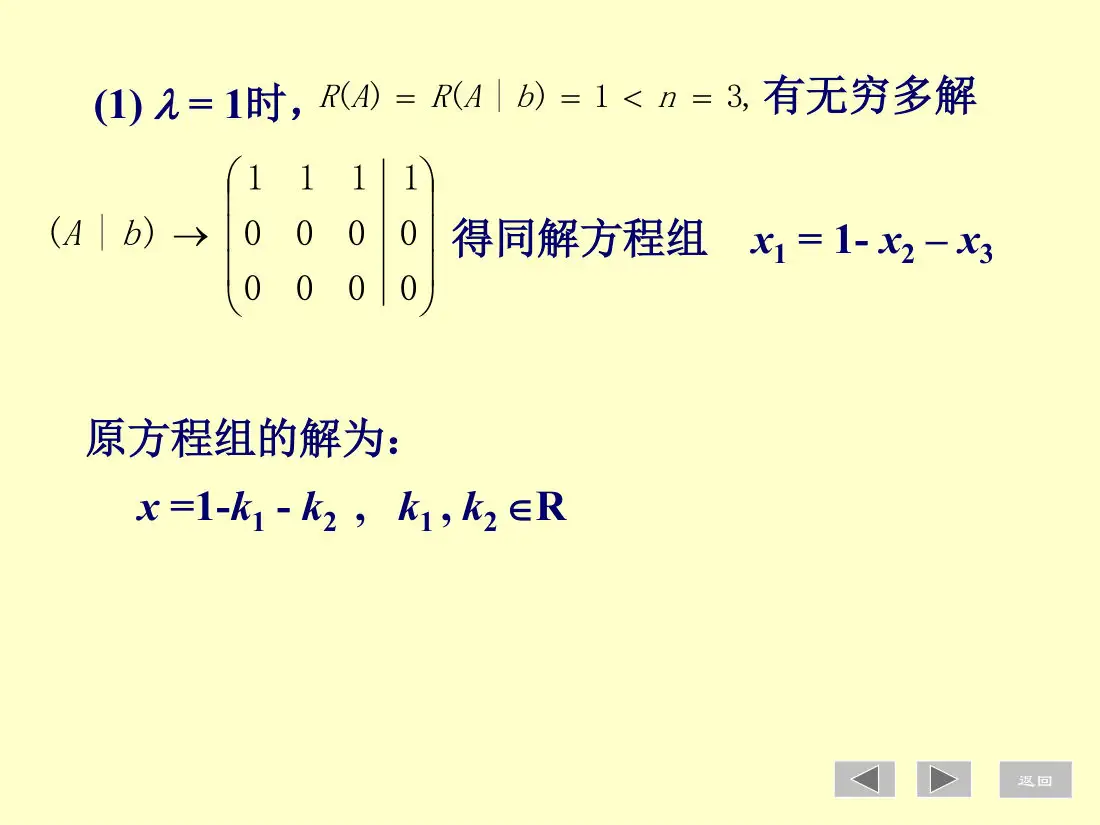 (1) λ = 1时，R(A) = R(A | b) = 1 < n = 3, 有无穷多解
1 1 1 1
(A | b) → 0 0 0 0 得同解方程组 x1 = 1- x2 – x3
0 0 0 0
原方程组的解为：
x =1-k1 - k2 , k1 , k2 ∈R
返回